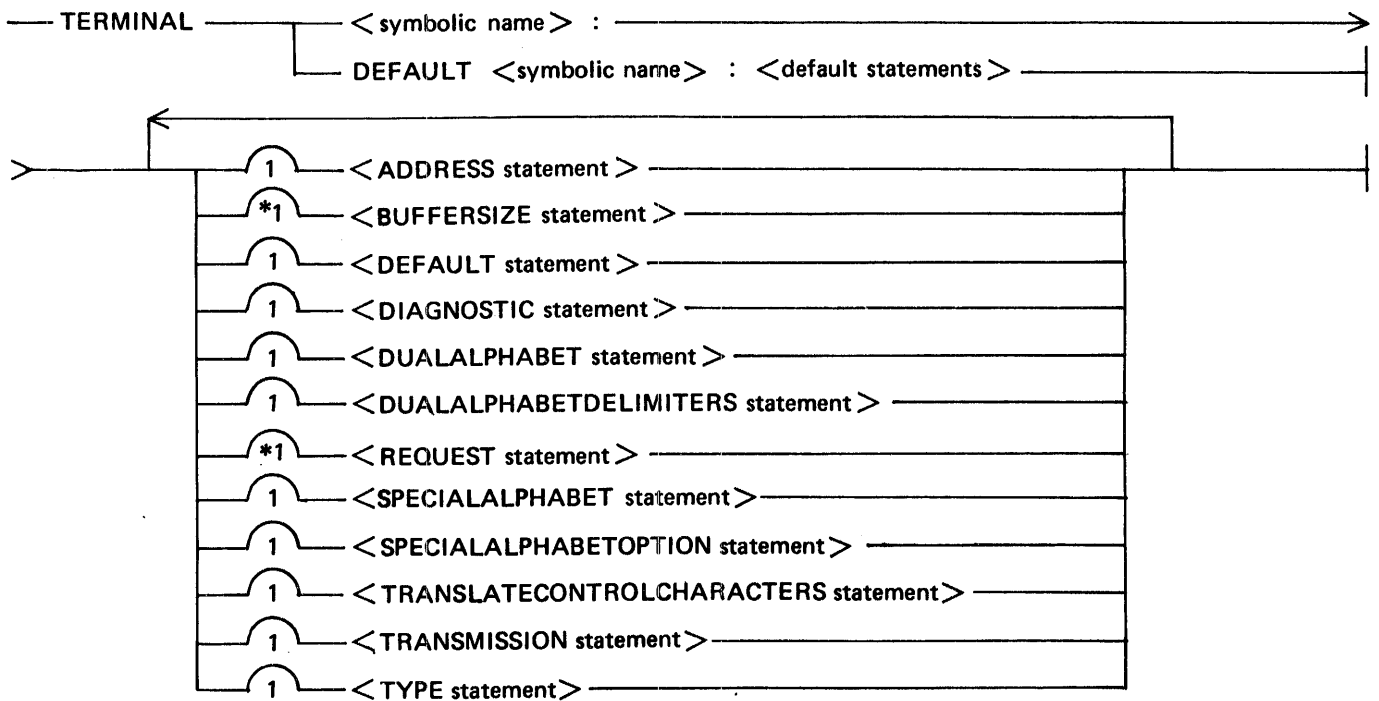 TERMINAL <symbolic name> :
DEFAULT <symbolic name> : <default statements>
1 <ADDRESS statement>
*1 <BUFFERSIZE statement>
1 <DEFAULT statement>
1 <DIAGNOSTIC statement>
1 <DUALALPHABET statement>
1 <DUALALPHABETDELIMITERS statement>
*1 <REQUEST statement>
1 <SPECIALALPHABET statement>
1 <SPECIALALPHABETOPTION statement>
1 <TRANSLATECONTROLCHARACTERS statement>
1 <TRANSMISSION statement>
1 <TYPE statement>